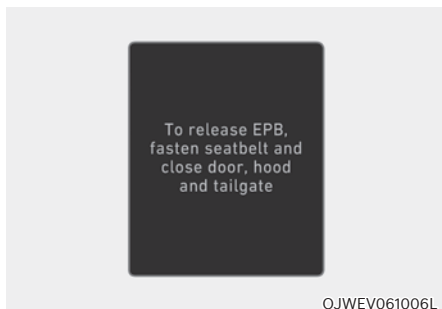 To release EPB,
fasten seatbelt and
close door, hood
and tailgate
OJWEV061006L